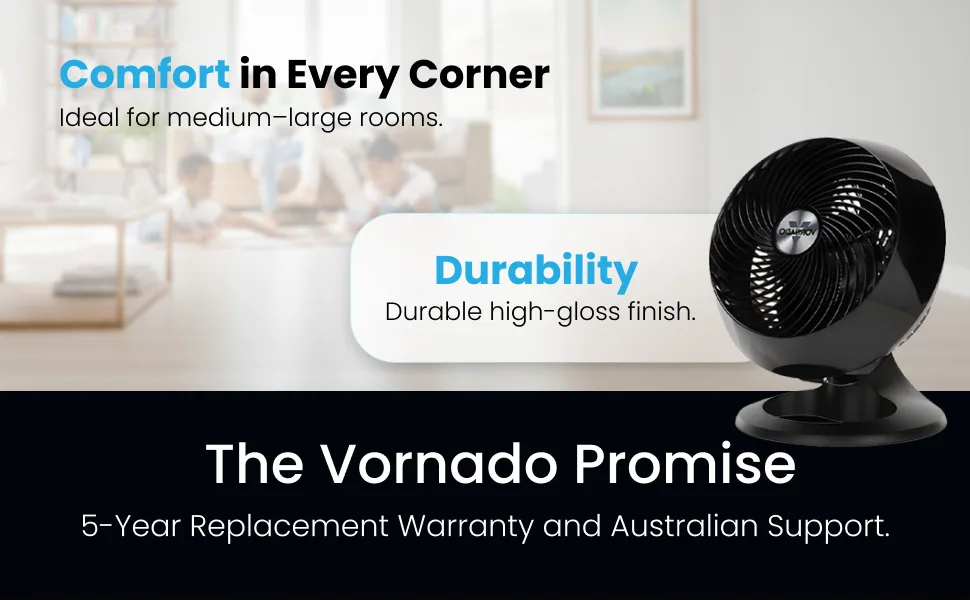 Comfort in Every Corner
Ideal for medium–large rooms.
Durability
Durable high-gloss finish.
VORNADO
The Vornado Promise
5-Year Replacement Warranty and Australian Support.